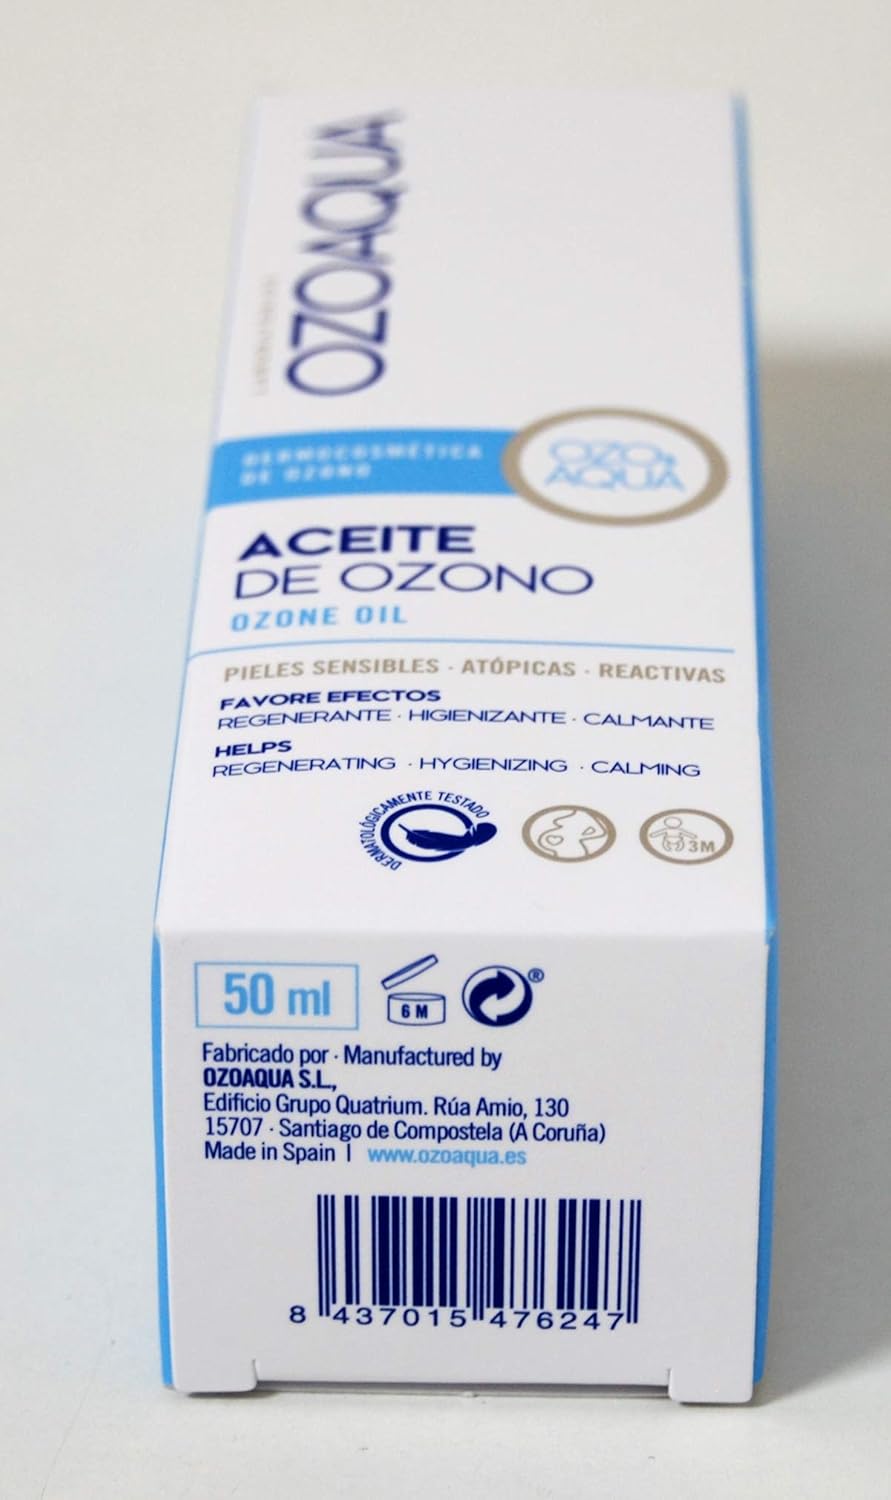 OZOAQUA
DERMOCOSMÉTICA
DE OZONO
OZO
AQUA
ACEITE
DE OZONO
OZONE OIL
PIELES SENSIBLES · ATÓPICAS · REACTIVAS
FAVORE EFECTOS
REGENERANTE · HIGIENIZANTE · CALMANTE
HELPS
REGENERATING · HYGIENIZING · CALMING
DERMATOLÓGICAMENTE TESTADO
3M
50 ml
6 M
®
Fabricado por · Manufactured by
OZOAQUA S.L.,
Edificio Grupo Quatrium. Rúa Amio, 130
15707 · Santiago de Compostela (A Coruña)
Made in Spain | www.ozoaqua.es
8 437015 476247